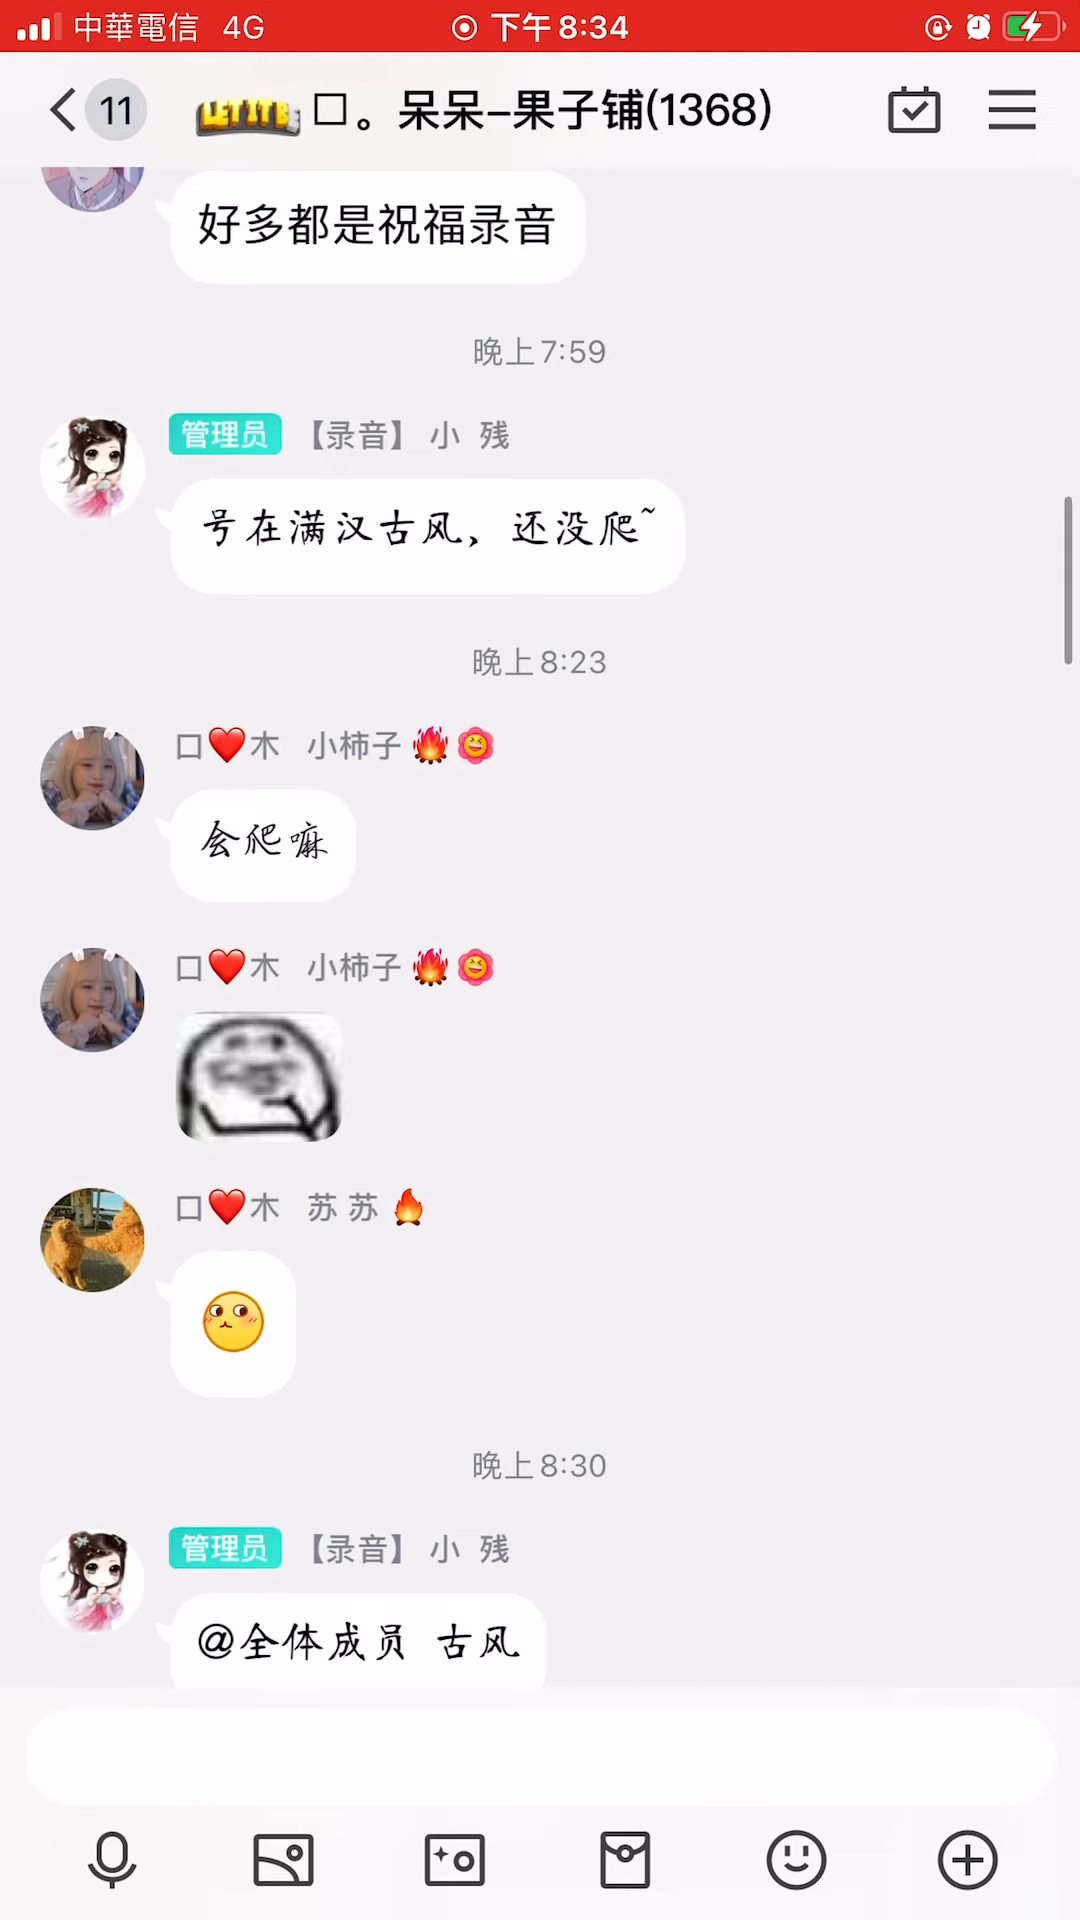 中華電信 4G 下午 8:34
11 LET IT BE 口。呆呆–果子铺(1368)
好多都是祝福录音
晚上 7:59
管理员 【录音】 小 残
号在满汉古风，还没爬~
晚上 8:23
口❤️木 小柿子🔥
会爬嘛
口❤️木 小柿子🔥
口❤️木 苏 苏 🔥
晚上 8:30
管理员 【录音】 小 残
@全体成员 古风